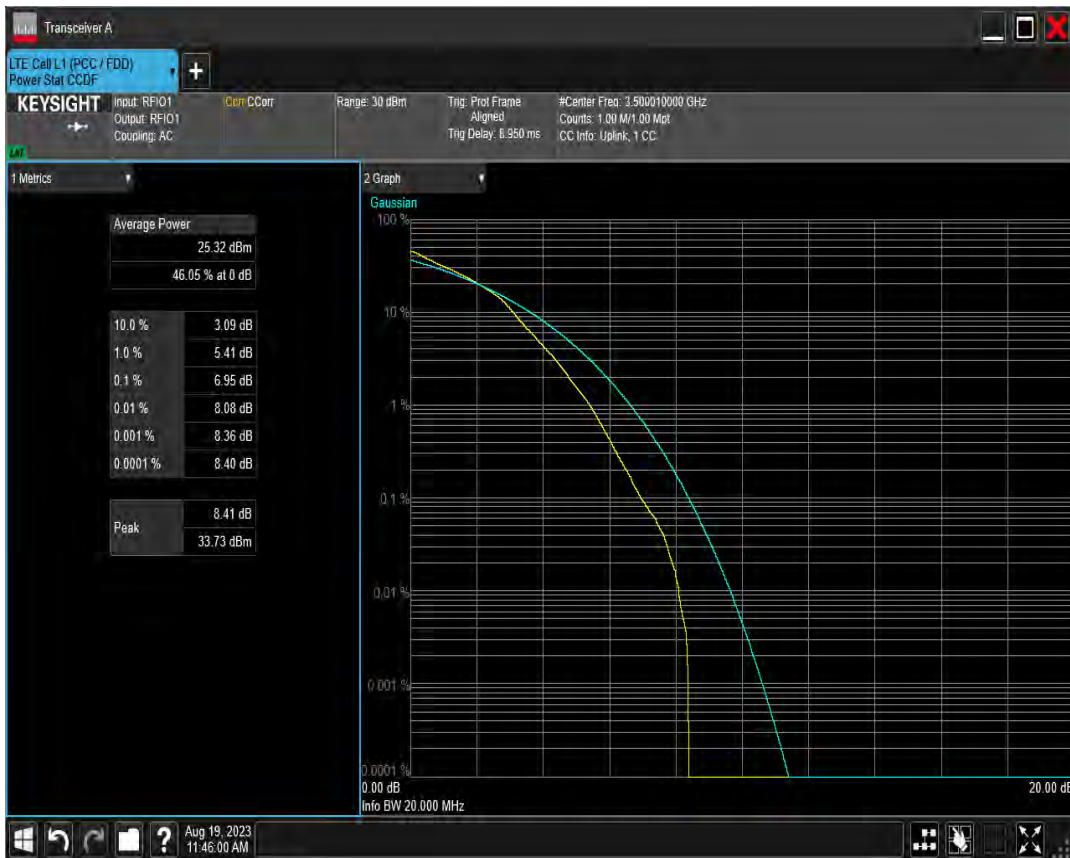 Transceiver A
LTE Cell L1 (PCC / FDD)
Power Stat CCDF
+
KEYSIGHT
Input: RFIO1
Output: RFIO1
Coupling: AC
Corr CCorr
Range: 30 dBm
Trig: Prot Frame
Aligned
Trig Delay: 8.950 ms
#Center Freq: 3.500010000 GHz
Counts: 1.00 M/1.00 Mpt
CC Info: Uplink, 1 CC
1 Metrics
Average Power
25.32 dBm
46.05 % at 0 dB
10.0 % 3.09 dB
1.0 % 5.41 dB
0.1 % 6.95 dB
0.01 % 8.08 dB
0.001 % 8.36 dB
0.0001 % 8.40 dB
Peak
8.41 dB
33.73 dBm
2 Graph
Gaussian
100 %
10 %
1 %
0.1 %
0.01 %
0.001 %
0.0001 %
0.00 dB
20.00 dB
Info BW 20.000 MHz
?
Aug 19, 2023
11:46:00 AM